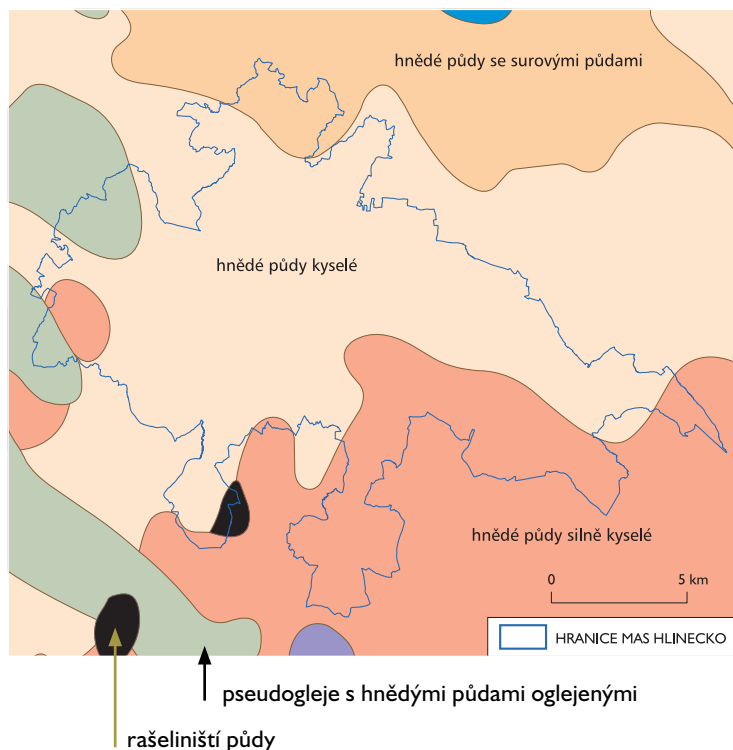 hnědé půdy se surovými půdami
hnědé půdy kyselé
hnědé půdy silně kyselé
0 5 km
HRANICE MAS HLINECKO
pseudogleje s hnědými půdami oglejenými
rašeliniští půdy